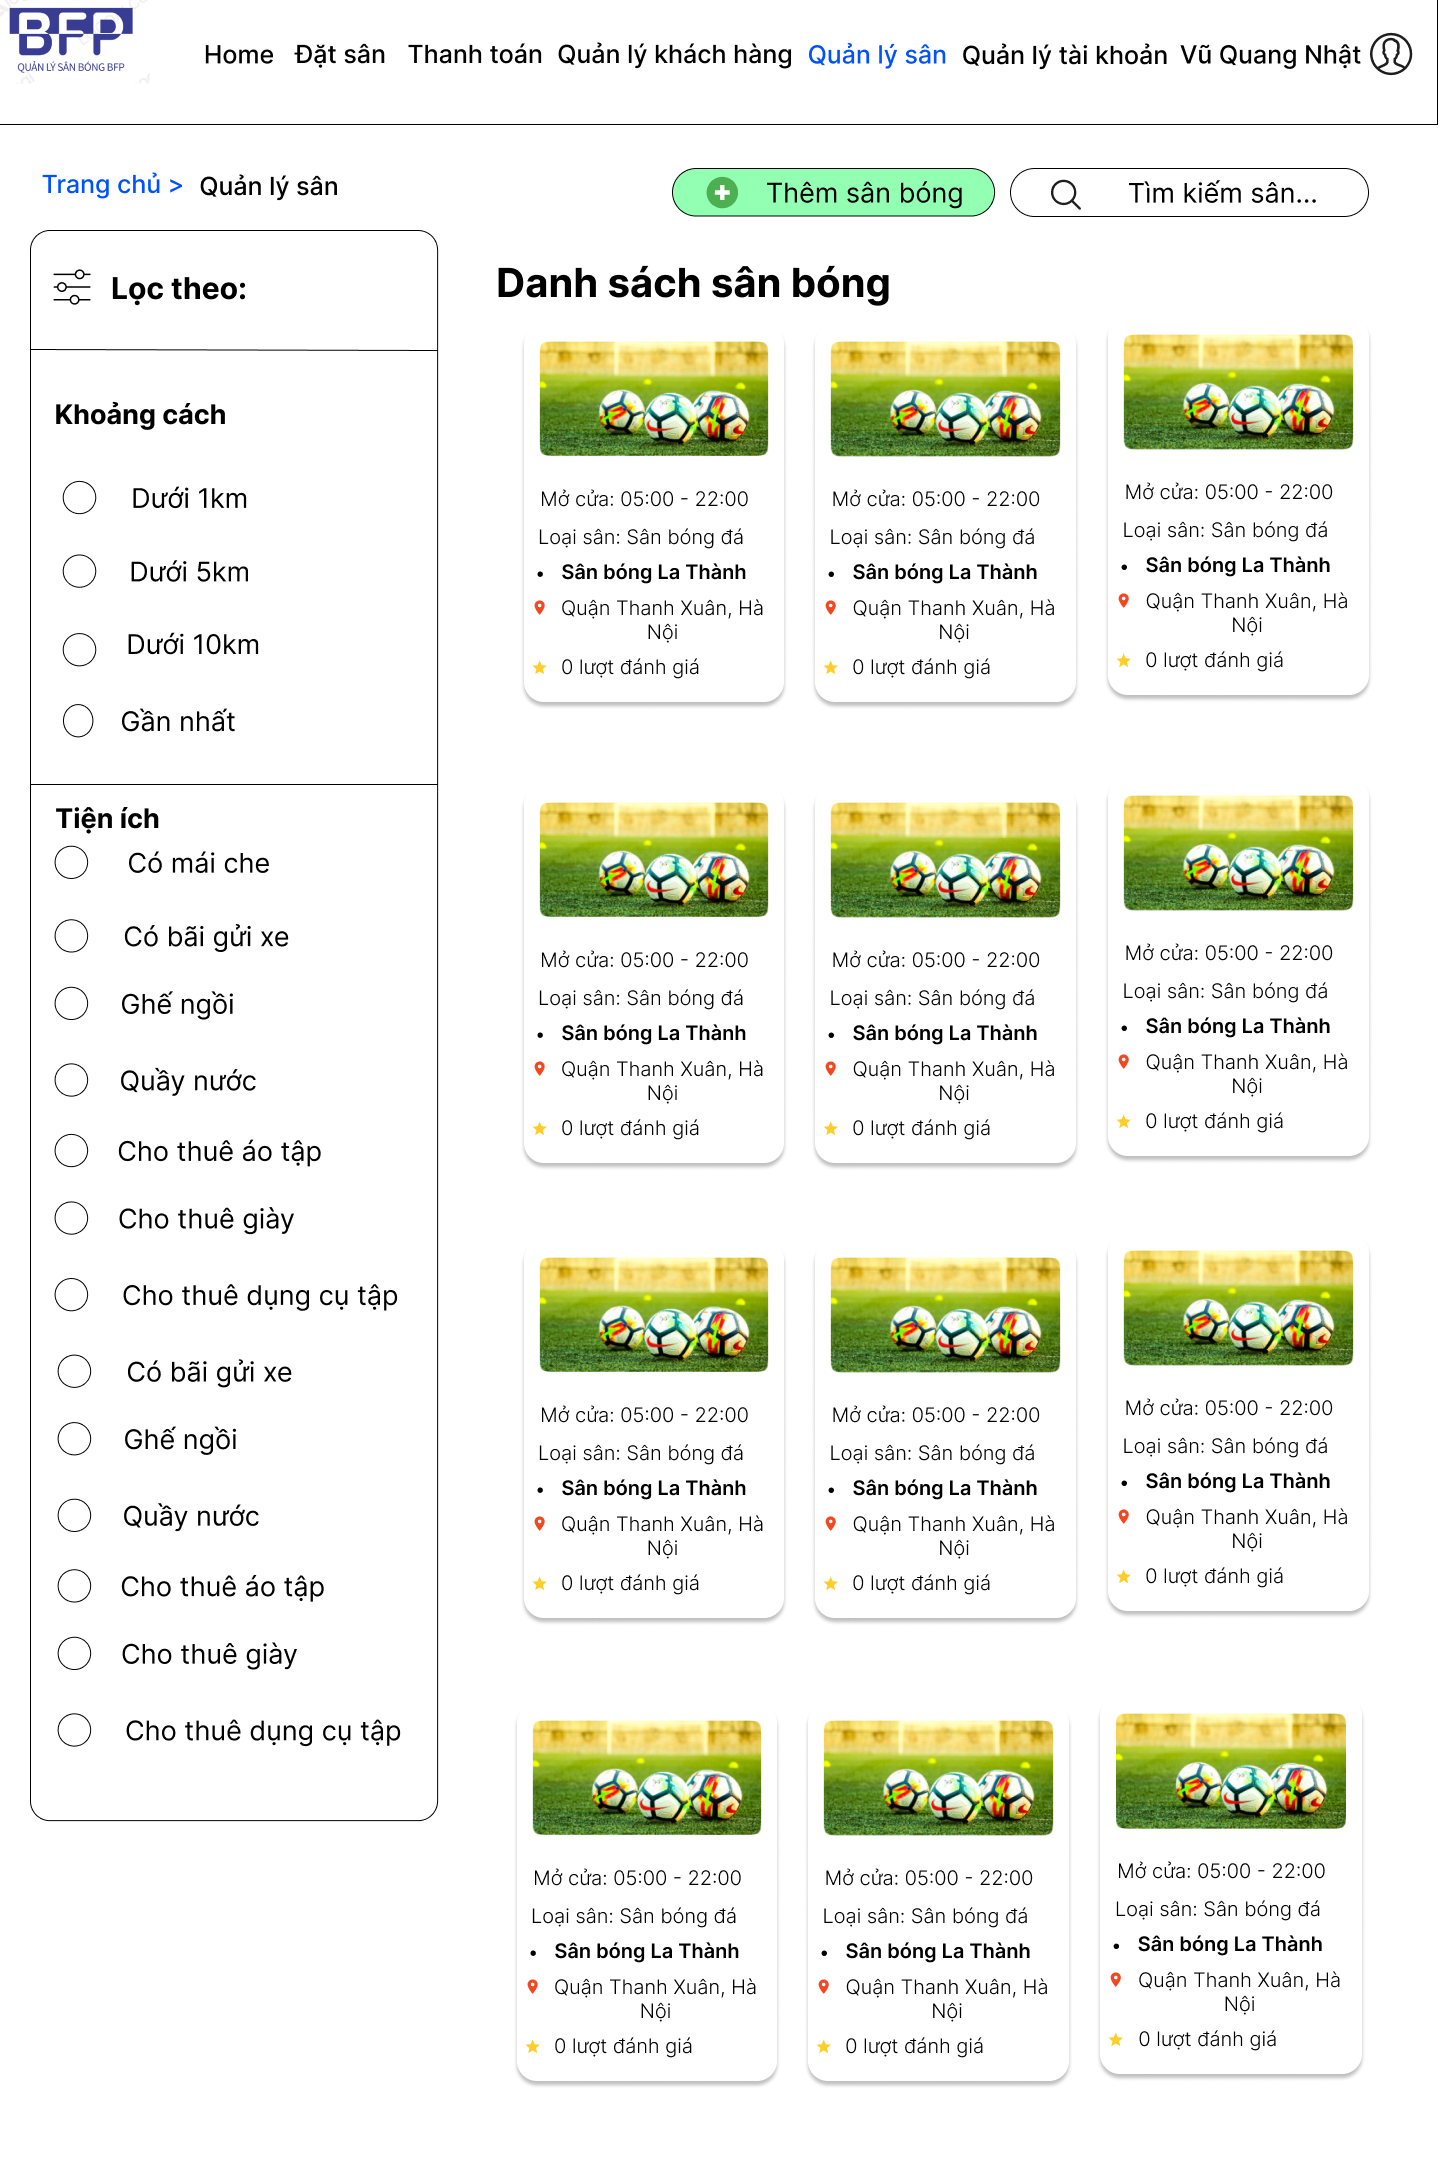 BFP
QUẢN LÝ SÂN BÓNG BFP
Home Đặt sân Thanh toán Quản lý khách hàng Quản lý sân Quản lý tài khoản Vũ Quang Nhật
Trang chủ > Quản lý sân
Thêm sân bóng
Tìm kiếm sân...
Lọc theo:
Khoảng cách
Dưới 1km
Dưới 5km
Dưới 10km
Gần nhất
Tiện ích
Có mái che
Có bãi gửi xe
Ghế ngồi
Quầy nước
Cho thuê áo tập
Cho thuê giày
Cho thuê dụng cụ tập
Có bãi gửi xe
Ghế ngồi
Quầy nước
Cho thuê áo tập
Cho thuê giày
Cho thuê dụng cụ tập
Danh sách sân bóng
Mở cửa: 05:00 - 22:00
Loại sân: Sân bóng đá
• Sân bóng La Thành
Quận Thanh Xuân, Hà
Nội
0 lượt đánh giá
Mở cửa: 05:00 - 22:00
Loại sân: Sân bóng đá
• Sân bóng La Thành
Quận Thanh Xuân, Hà
Nội
0 lượt đánh giá
Mở cửa: 05:00 - 22:00
Loại sân: Sân bóng đá
• Sân bóng La Thành
Quận Thanh Xuân, Hà
Nội
0 lượt đánh giá
Mở cửa: 05:00 - 22:00
Loại sân: Sân bóng đá
• Sân bóng La Thành
Quận Thanh Xuân, Hà
Nội
0 lượt đánh giá
Mở cửa: 05:00 - 22:00
Loại sân: Sân bóng đá
• Sân bóng La Thành
Quận Thanh Xuân, Hà
Nội
0 lượt đánh giá
Mở cửa: 05:00 - 22:00
Loại sân: Sân bóng đá
• Sân bóng La Thành
Quận Thanh Xuân, Hà
Nội
0 lượt đánh giá
Mở cửa: 05:00 - 22:00
Loại sân: Sân bóng đá
• Sân bóng La Thành
Quận Thanh Xuân, Hà
Nội
0 lượt đánh giá
Mở cửa: 05:00 - 22:00
Loại sân: Sân bóng đá
• Sân bóng La Thành
Quận Thanh Xuân, Hà
Nội
0 lượt đánh giá
Mở cửa: 05:00 - 22:00
Loại sân: Sân bóng đá
• Sân bóng La Thành
Quận Thanh Xuân, Hà
Nội
0 lượt đánh giá
Mở cửa: 05:00 - 22:00
Loại sân: Sân bóng đá
• Sân bóng La Thành
Quận Thanh Xuân, Hà
Nội
0 lượt đánh giá
Mở cửa: 05:00 - 22:00
Loại sân: Sân bóng đá
• Sân bóng La Thành
Quận Thanh Xuân, Hà
Nội
0 lượt đánh giá
Mở cửa: 05:00 - 22:00
Loại sân: Sân bóng đá
• Sân bóng La Thành
Quận Thanh Xuân, Hà
Nội
0 lượt đánh giá